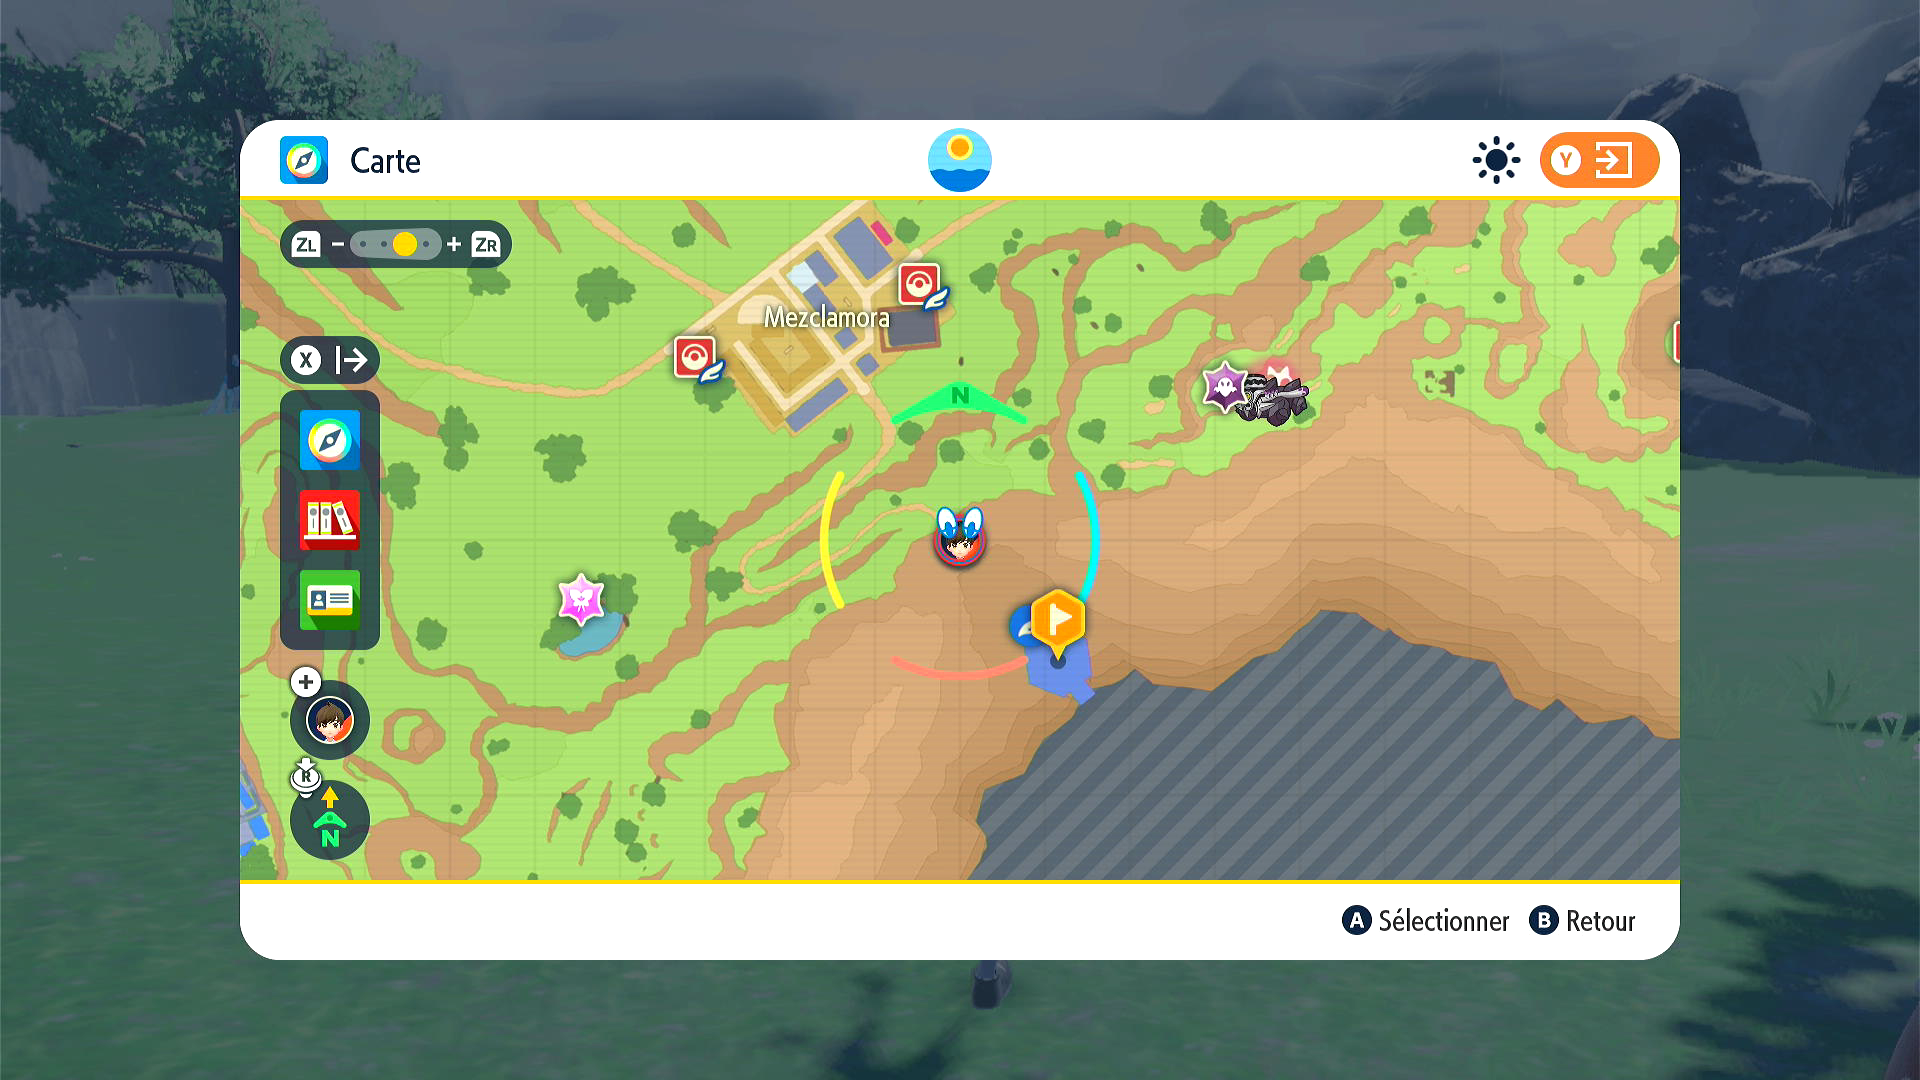 Carte
Y
ZL - + ZR
Mezclamora
X
N
+
R
N
A Sélectionner B Retour